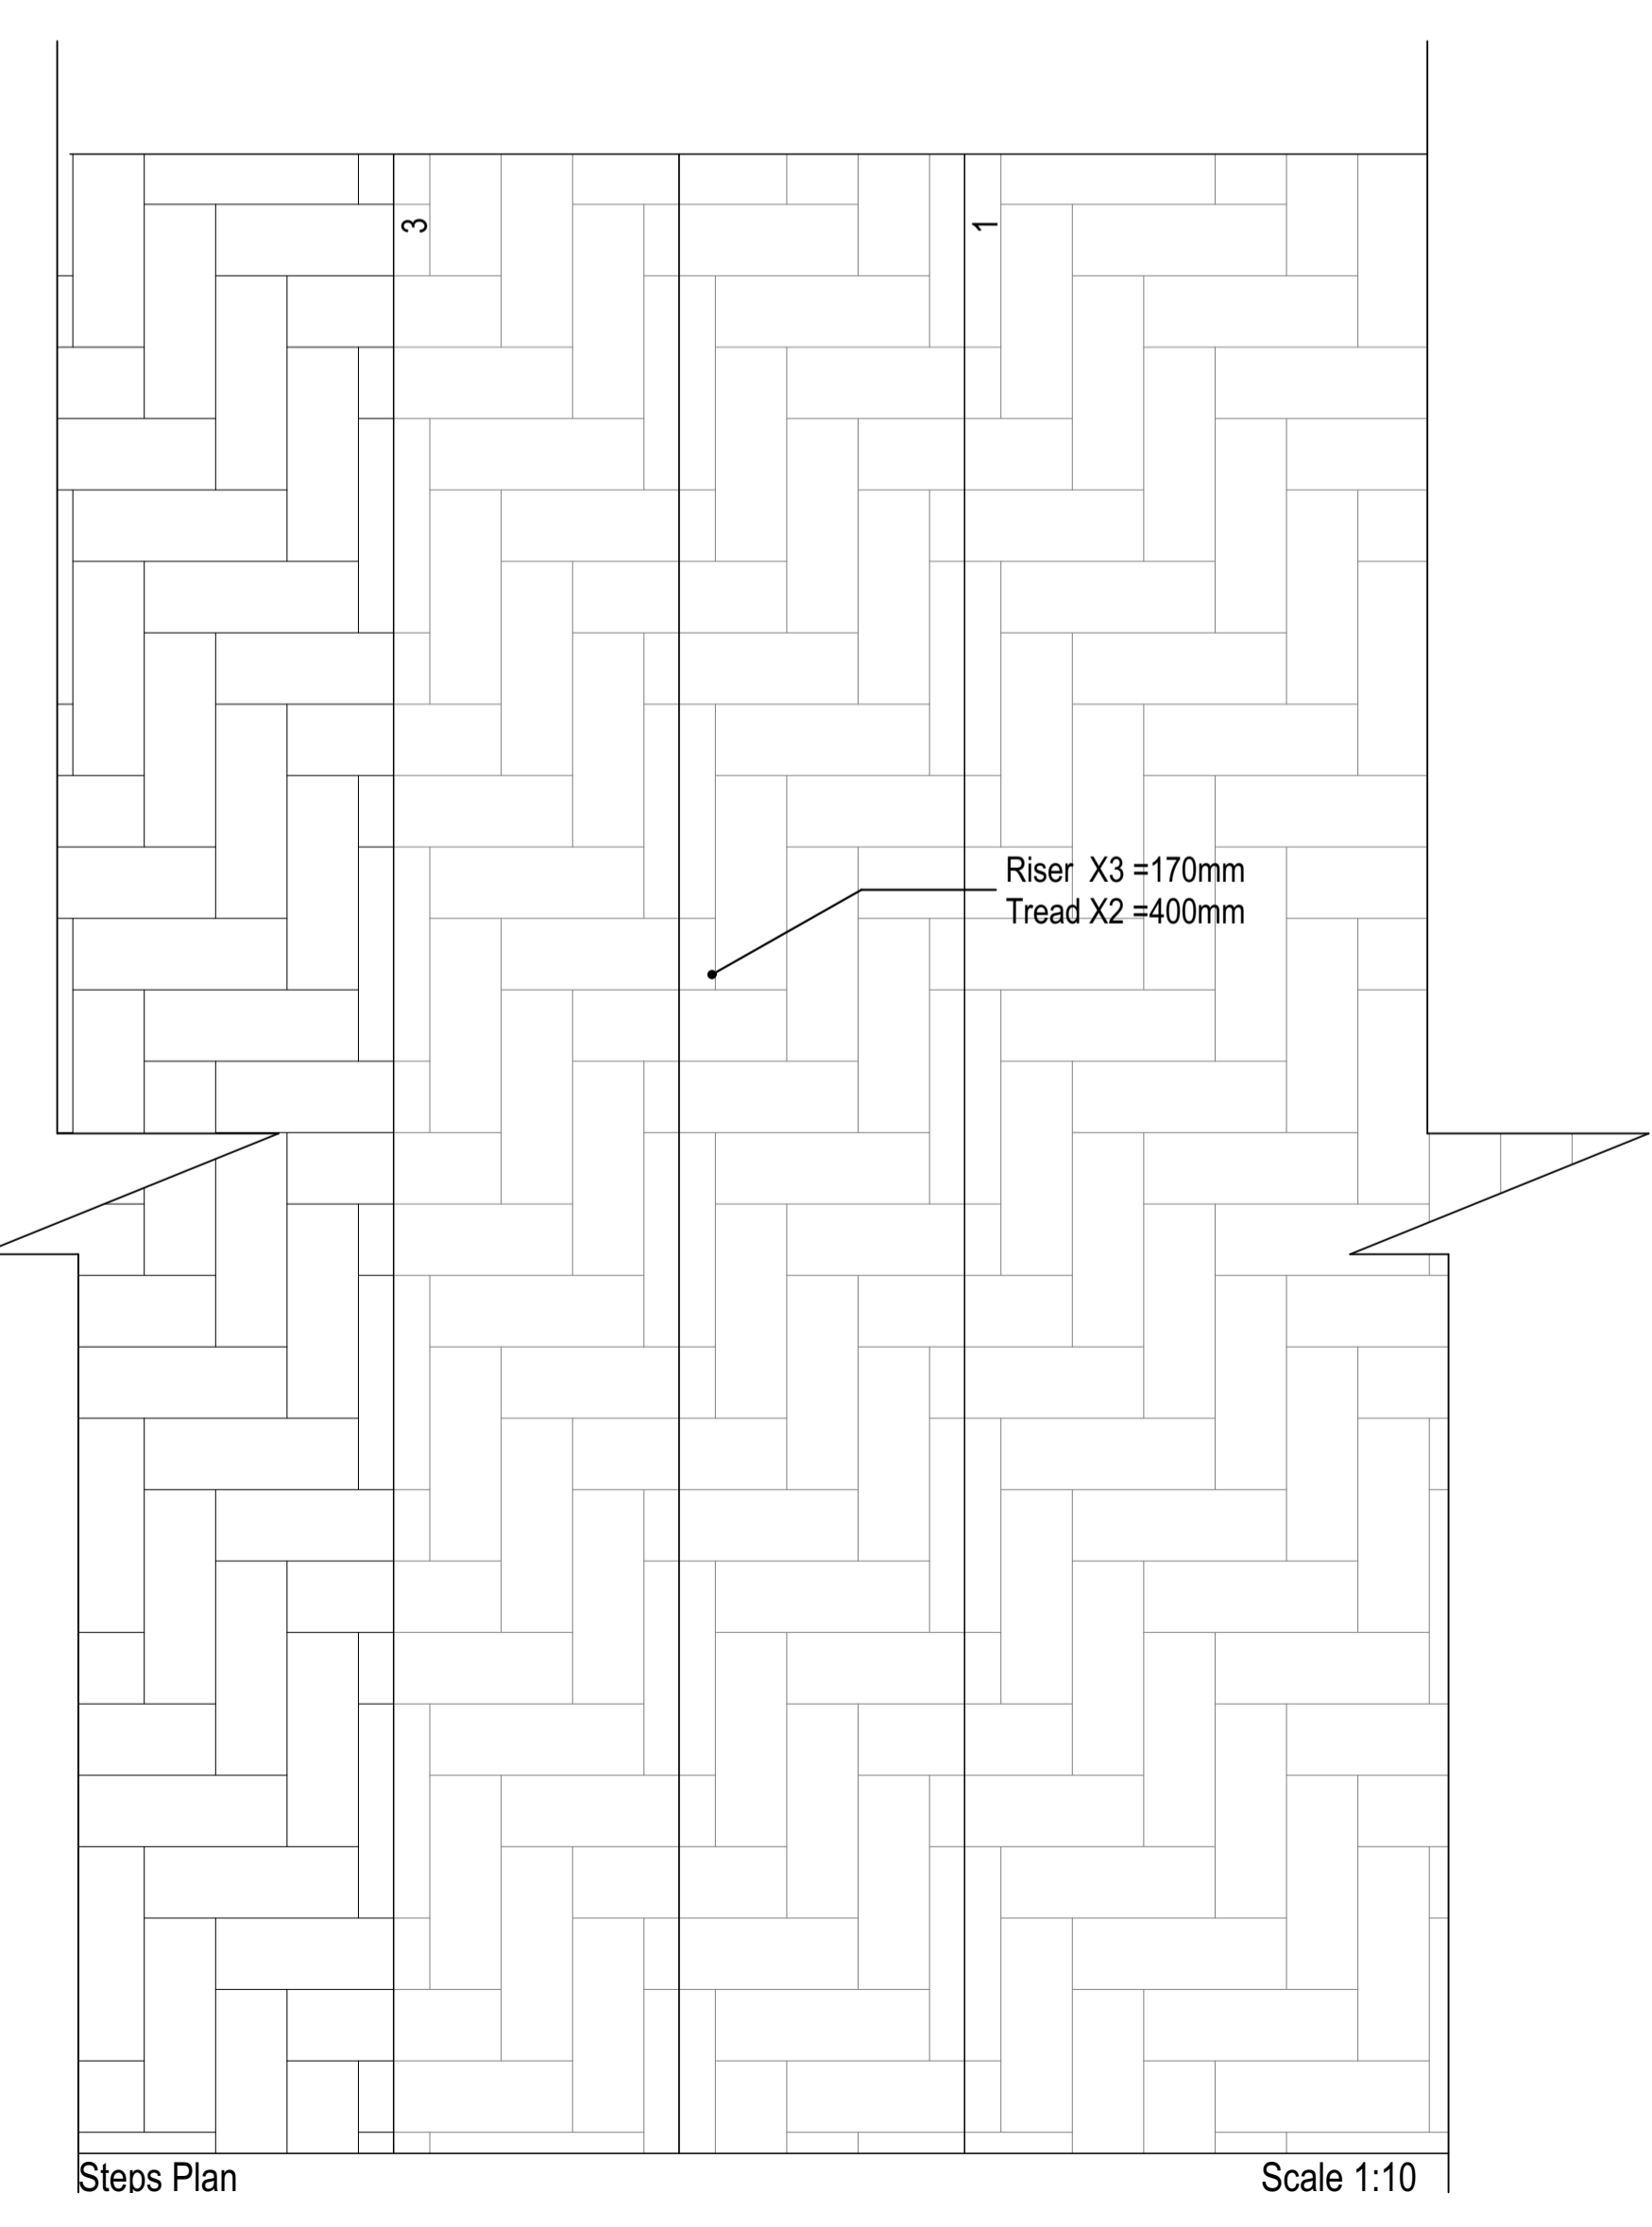 3
1
Riser X3 =170mm
Tread X2 =400mm
Steps Plan
Scale 1:10